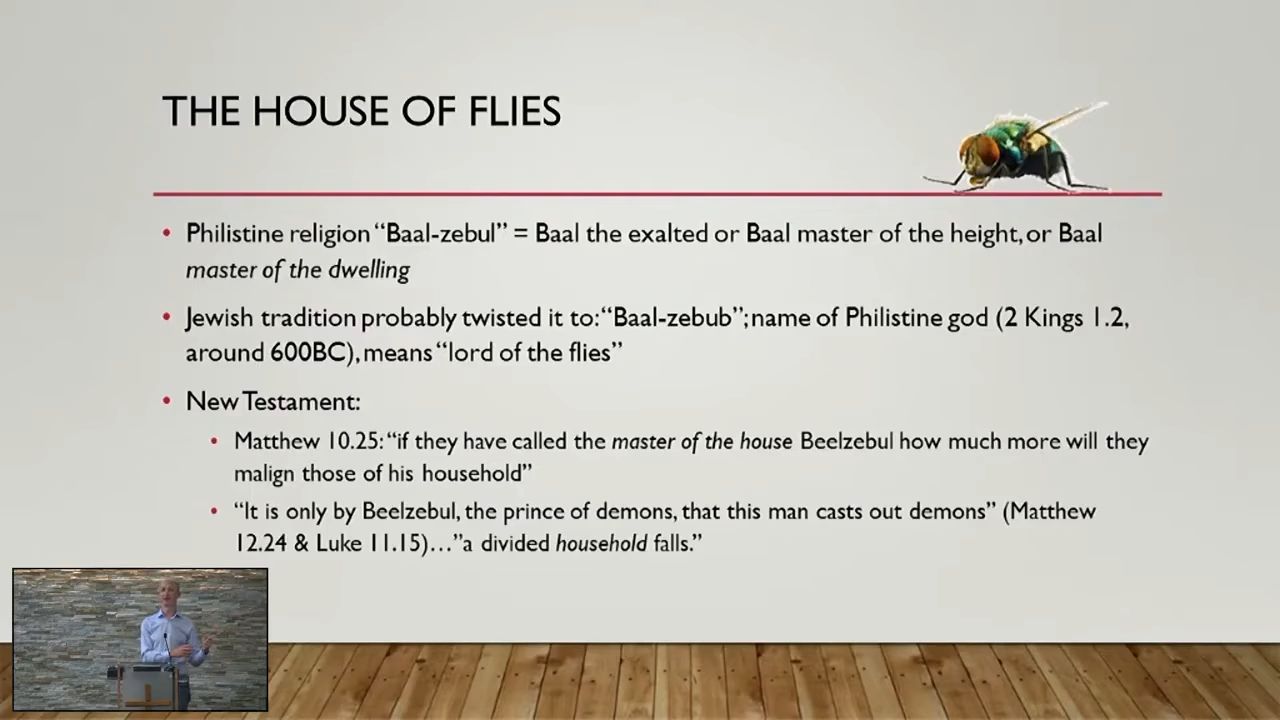 THE HOUSE OF FLIES
• Philistine religion “Baal-zebul” = Baal the exalted or Baal master of the height, or Baal
master of the dwelling
• Jewish tradition probably twisted it to: “Baal-zebub”; name of Philistine god (2 Kings 1.2,
around 600BC), means “lord of the flies”
• New Testament:
• Matthew 10.25: “if they have called the master of the house Beelzebul how much more will they
malign those of his household”
• “It is only by Beelzebul, the prince of demons, that this man casts out demons” (Matthew
12.24 & Luke 11.15)…”a divided household falls.”